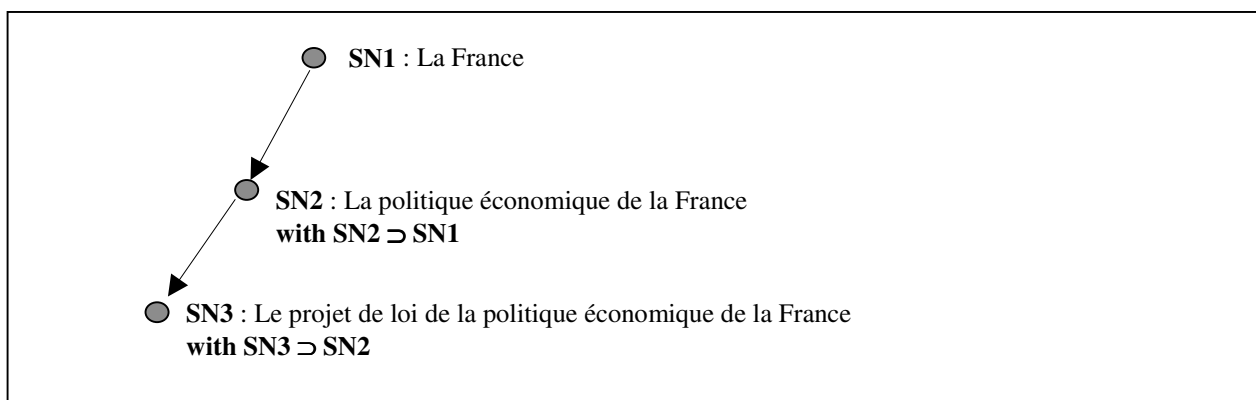 SN1 : La France
SN2 : La politique économique de la France
with SN2 ⊃ SN1
SN3 : Le projet de loi de la politique économique de la France
with SN3 ⊃ SN2